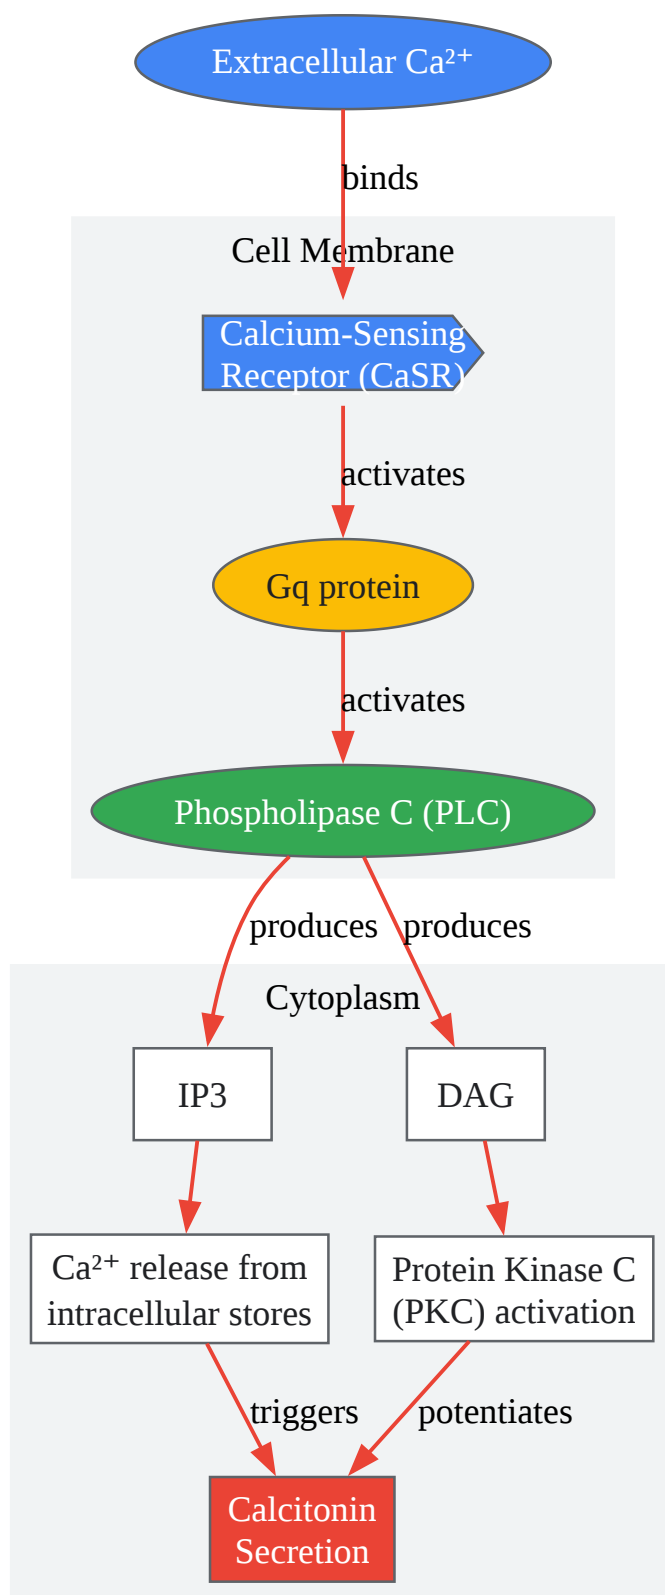 Extracellular Ca²⁺
binds
Cell Membrane
Calcium-Sensing
Receptor (CaSR)
activates
Gq protein
activates
Phospholipase C (PLC)
produces
produces
Cytoplasm
IP3
DAG
Ca²⁺ release from
intracellular stores
Protein Kinase C
(PKC) activation
triggers
potentiates
Calcitonin
Secretion